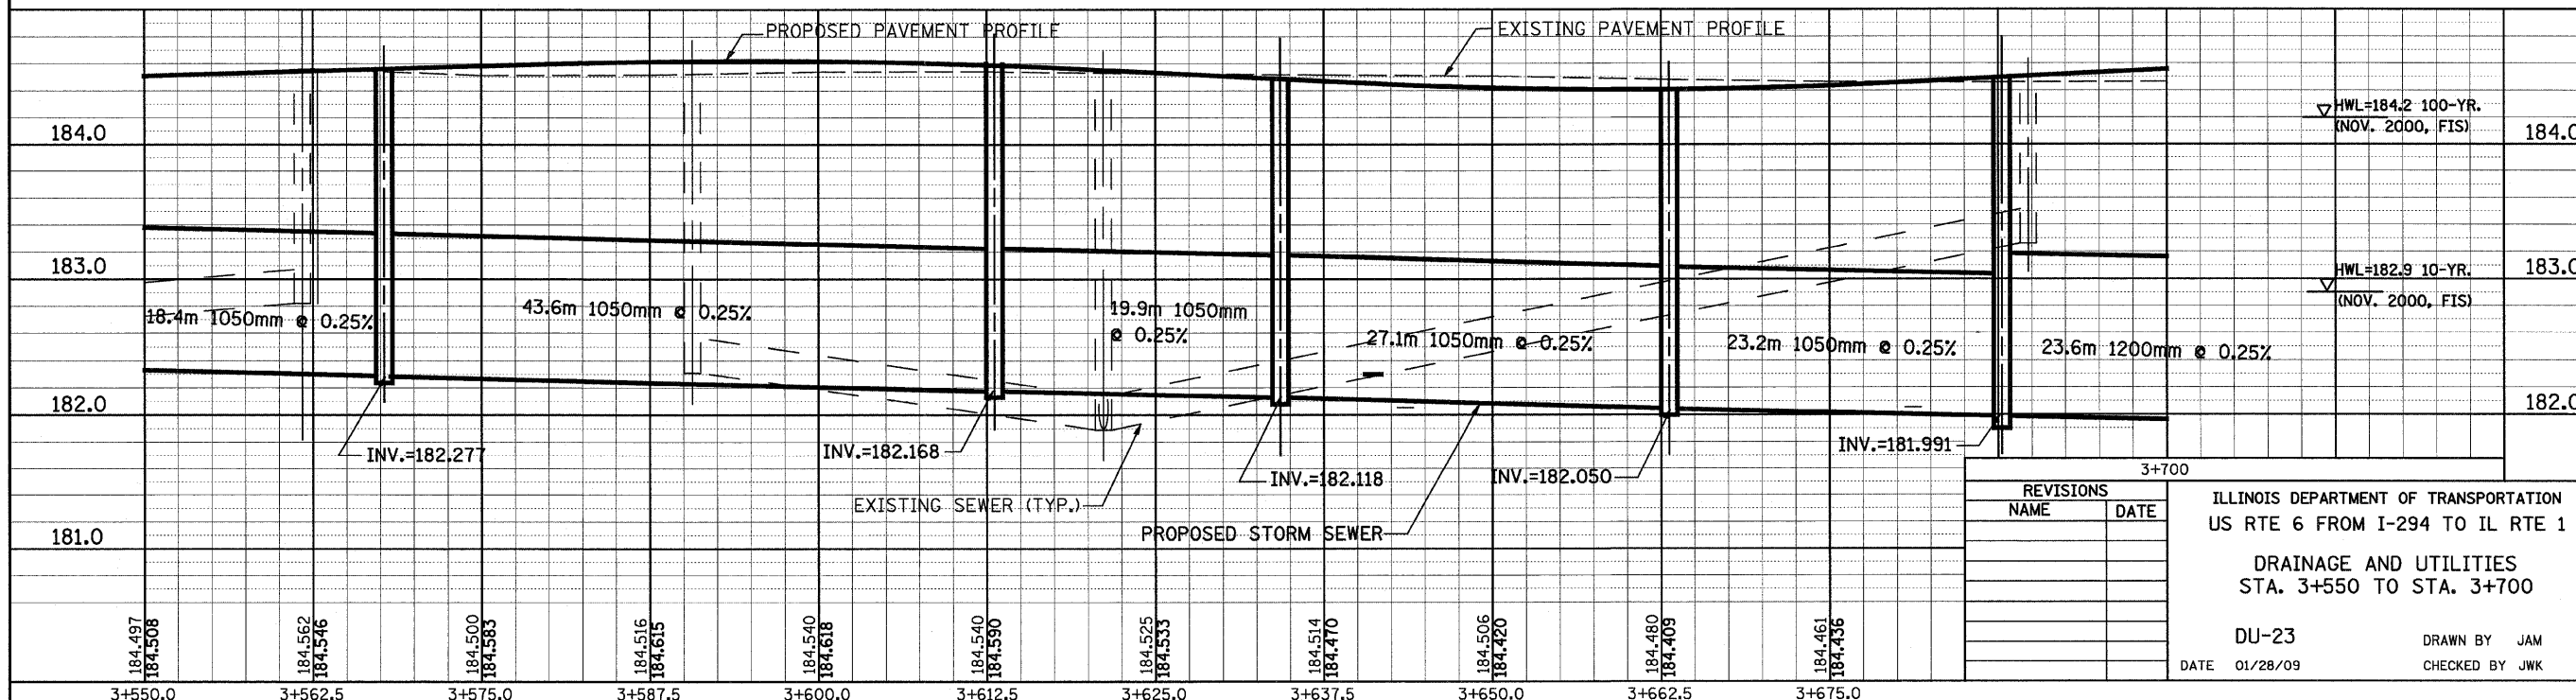 PROPOSED PAVEMENT PROFILE
EXISTING PAVEMENT PROFILE
184.0
HWL=184.2 100-YR.
(NOV. 2000, FIS)
184.0
183.0
HWL=182.9 10-YR.
(NOV. 2000, FIS)
183.0
18.4m 1050mm @ 0.25%
43.6m 1050mm @ 0.25%
19.9m 1050mm
@ 0.25%
27.1m 1050mm @ 0.25%
23.2m 1050mm @ 0.25%
23.6m 1200mm @ 0.25%
182.0
182.0
INV.=182.277
INV.=182.168
INV.=182.118
INV.=182.050
INV.=181.991
EXISTING SEWER (TYP.)
PROPOSED STORM SEWER
181.0
3+700
REVISIONS
NAME DATE
ILLINOIS DEPARTMENT OF TRANSPORTATION
US RTE 6 FROM I-294 TO IL RTE 1
DRAINAGE AND UTILITIES
STA. 3+550 TO STA. 3+700
DU-23
DRAWN BY JAM
DATE 01/28/09
CHECKED BY JWK
184.497
184.508
184.562
184.546
184.500
184.583
184.516
184.615
184.540
184.618
184.540
184.590
184.525
184.533
184.514
184.470
184.506
184.420
184.480
184.409
184.461
184.436
3+550.0
3+562.5
3+575.0
3+587.5
3+600.0
3+612.5
3+625.0
3+637.5
3+650.0
3+662.5
3+675.0